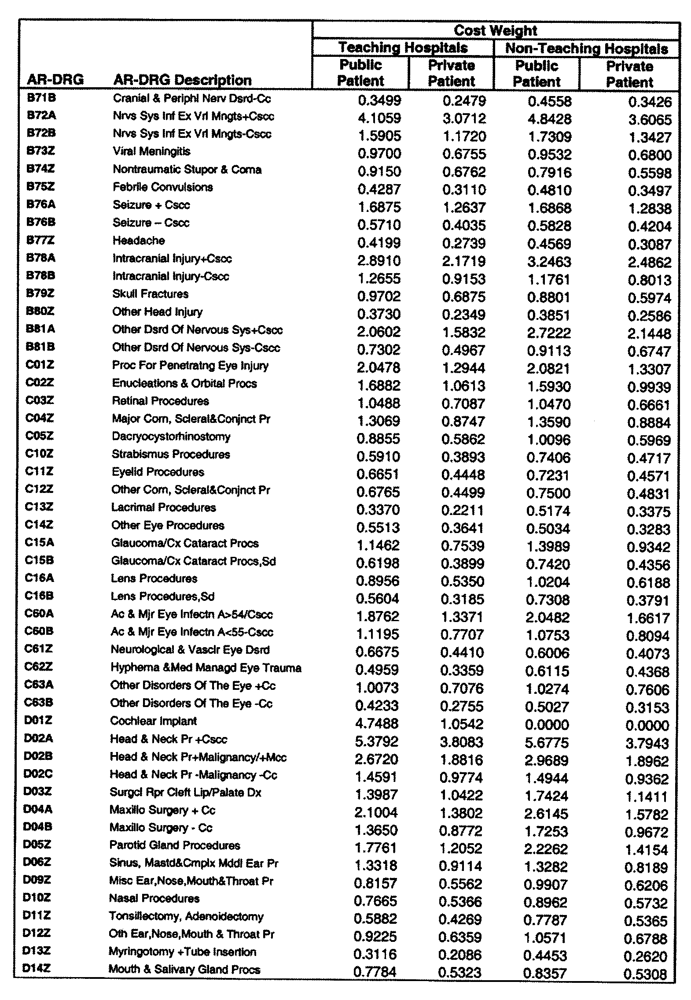 Cost Weight
Teaching Hospitals Non-Teaching Hospitals
Public Private Public Private
AR-DRG AR-DRG Description Patient Patient Patient Patient
B71B Cranial & Periphl Nerv Dsrd-Cc 0.3499 0.2479 0.4558 0.3426
B72A Nrvs Sys Inf Ex Vrl Mngts+Cscc 4.1059 3.0712 4.8428 3.6065
B72B Nrvs Sys Inf Ex Vrl Mngts-Cscc 1.5905 1.1720 1.7309 1.3427
B73Z Viral Meningitis 0.9700 0.6755 0.9532 0.6800
B74Z Nontraumatic Stupor & Coma 0.9150 0.6762 0.7916 0.5598
B75Z Febrile Convulsions 0.4287 0.3110 0.4810 0.3497
B76A Seizure + Cscc 1.6875 1.2637 1.6868 1.2838
B76B Seizure – Cscc 0.5710 0.4035 0.5828 0.4204
B77Z Headache 0.4199 0.2739 0.4569 0.3087
B78A Intracranial Injury+Cscc 2.8910 2.1719 3.2463 2.4862
B78B Intracranial Injury-Cscc 1.2655 0.9153 1.1761 0.8013
B79Z Skull Fractures 0.9702 0.6875 0.8801 0.5974
B80Z Other Head Injury 0.3730 0.2349 0.3851 0.2586
B81A Other Dsrd Of Nervous Sys+Cscc 2.0602 1.5832 2.7222 2.1448
B81B Other Dsrd Of Nervous Sys-Cscc 0.7302 0.4967 0.9113 0.6747
C01Z Proc For Penetratng Eye Injury 2.0478 1.2944 2.0821 1.3307
C02Z Enucleations & Orbital Procs 1.6882 1.0613 1.5930 0.9939
C03Z Retinal Procedures 1.0488 0.7087 1.0470 0.6661
C04Z Major Corn, Scleral&Conjnct Pr 1.3069 0.8747 1.3590 0.8884
C05Z Dacryocystorhinostomy 0.8855 0.5862 1.0096 0.5969
C10Z Strabismus Procedures 0.5910 0.3893 0.7406 0.4717
C11Z Eyelid Procedures 0.6651 0.4448 0.7231 0.4571
C12Z Other Corn, Scleral&Conjnct Pr 0.6765 0.4499 0.7500 0.4831
C13Z Lacrimal Procedures 0.3370 0.2211 0.5174 0.3375
C14Z Other Eye Procedures 0.5513 0.3641 0.5034 0.3283
C15A Glaucoma/Cx Cataract Procs 1.1462 0.7539 1.3989 0.9342
C15B Glaucoma/Cx Cataract Procs,Sd 0.6198 0.3899 0.7420 0.4356
C16A Lens Procedures 0.8956 0.5350 1.0204 0.6188
C16B Lens Procedures,Sd 0.5604 0.3185 0.7308 0.3791
C60A Ac & Mjr Eye Infectn A>54/Cscc 1.8762 1.3371 2.0482 1.6617
C60B Ac & Mjr Eye Infectn A<55-Cscc 1.1195 0.7707 1.0753 0.8094
C61Z Neurological & Vasclr Eye Dsrd 0.6675 0.4410 0.6006 0.4073
C62Z Hyphema &Med Managd Eye Trauma 0.4959 0.3359 0.6115 0.4368
C63A Other Disorders Of The Eye +Cc 1.0073 0.7076 1.0274 0.7606
C63B Other Disorders Of The Eye -Cc 0.4233 0.2755 0.5027 0.3153
D01Z Cochlear Implant 4.7488 1.0542 0.0000 0.0000
D02A Head & Neck Pr +Cscc 5.3792 3.8083 5.6775 3.7943
D02B Head & Neck Pr+Malignancy/+Mcc 2.6720 1.8816 2.9689 1.8962
D02C Head & Neck Pr -Malignancy -Cc 1.4591 0.9774 1.4944 0.9362
D03Z Surgcl Rpr Cleft Lip/Palate Dx 1.3987 1.0422 1.7424 1.1411
D04A Maxillo Surgery + Cc 2.1004 1.3802 2.6145 1.5782
D04B Maxillo Surgery - Cc 1.3650 0.8772 1.7253 0.9672
D05Z Parotid Gland Procedures 1.7761 1.2052 2.2262 1.4154
D06Z Sinus, Mastd&Cmplx Mddl Ear Pr 1.3318 0.9114 1.3282 0.8189
D09Z Misc Ear,Nose,Mouth&Throat Pr 0.8157 0.5562 0.9907 0.6206
D10Z Nasal Procedures 0.7665 0.5366 0.8962 0.5732
D11Z Tonsillectomy, Adenoidectomy 0.5882 0.4269 0.7787 0.5365
D12Z Oth Ear,Nose,Mouth & Throat Pr 0.9225 0.6359 1.0571 0.6788
D13Z Myringotomy +Tube Insertion 0.3116 0.2086 0.4453 0.2620
D14Z Mouth & Salivary Gland Procs 0.7784 0.5323 0.8357 0.5308